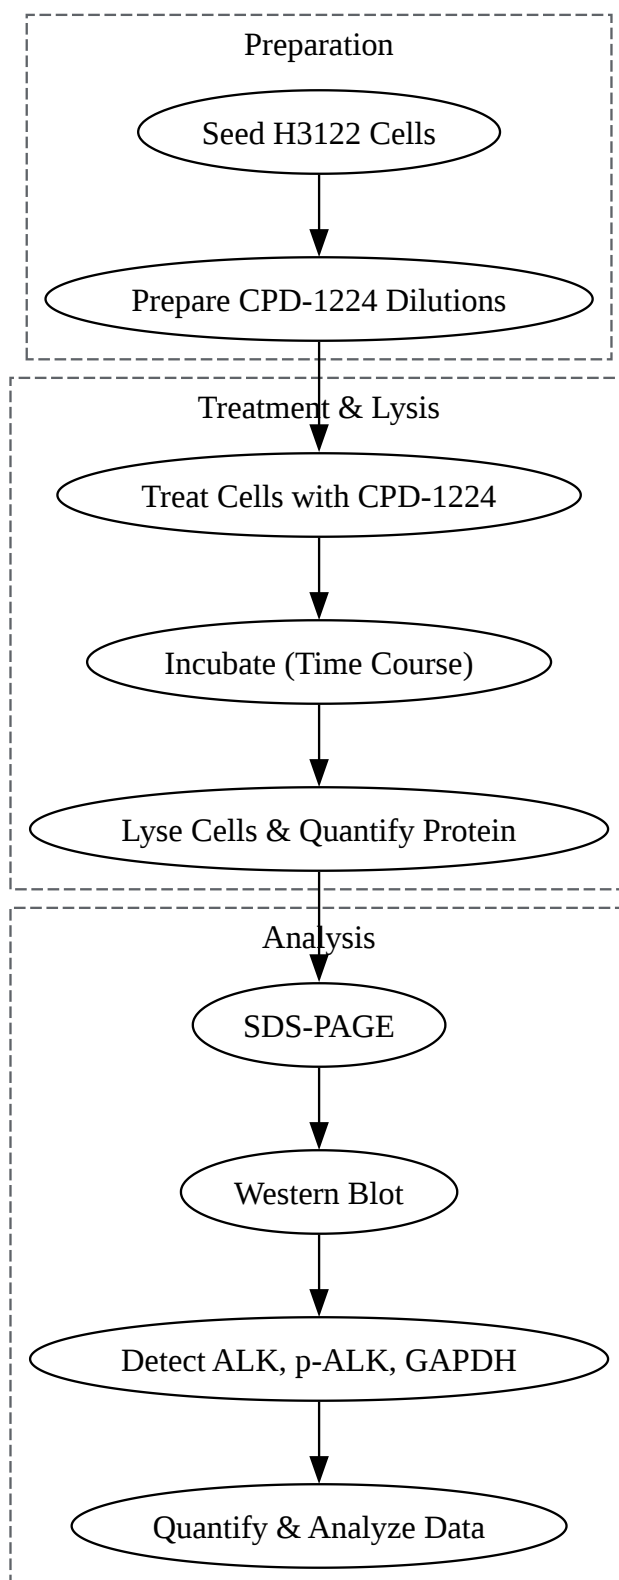 Preparation
Seed H3122 Cells
Prepare CPD-1224 Dilutions
Treatment & Lysis
Treat Cells with CPD-1224
Incubate (Time Course)
Lyse Cells & Quantify Protein
Analysis
SDS-PAGE
Western Blot
Detect ALK, p-ALK, GAPDH
Quantify & Analyze Data